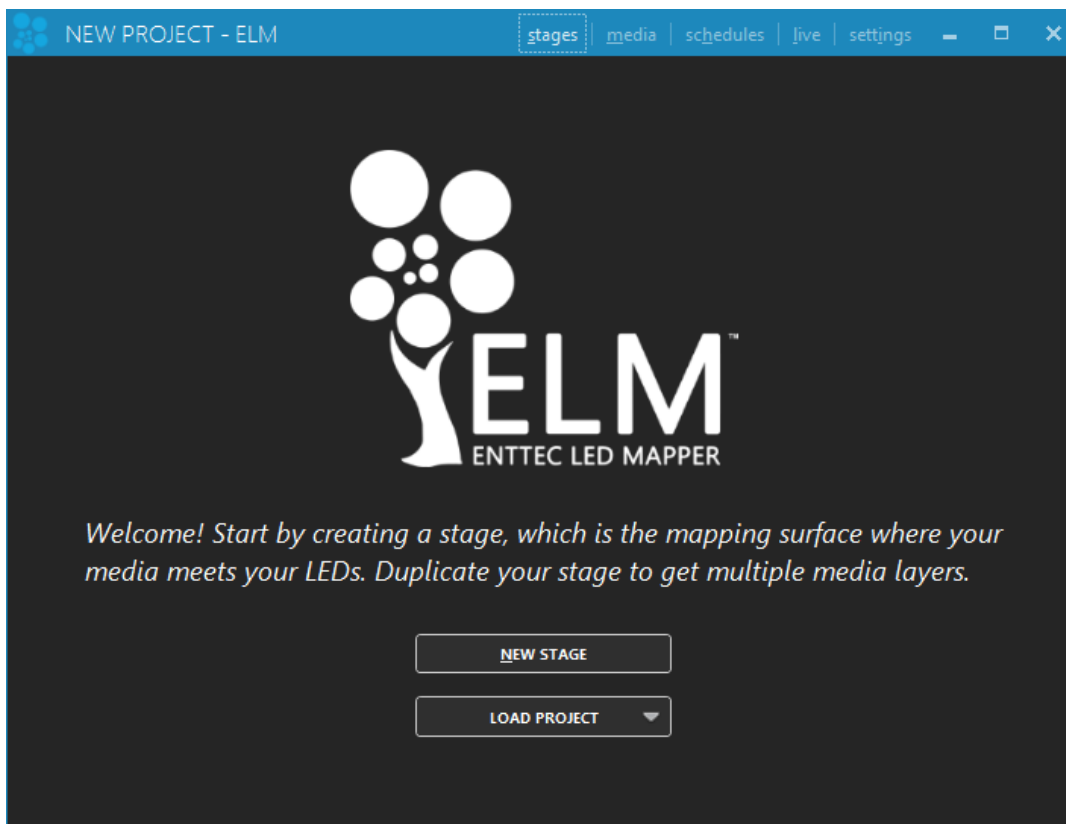 NEW PROJECT - ELM
stages | media | schedules | live | settings
ELM™
ENTTEC LED MAPPER
Welcome! Start by creating a stage, which is the mapping surface where your
media meets your LEDs. Duplicate your stage to get multiple media layers.
NEW STAGE
LOAD PROJECT